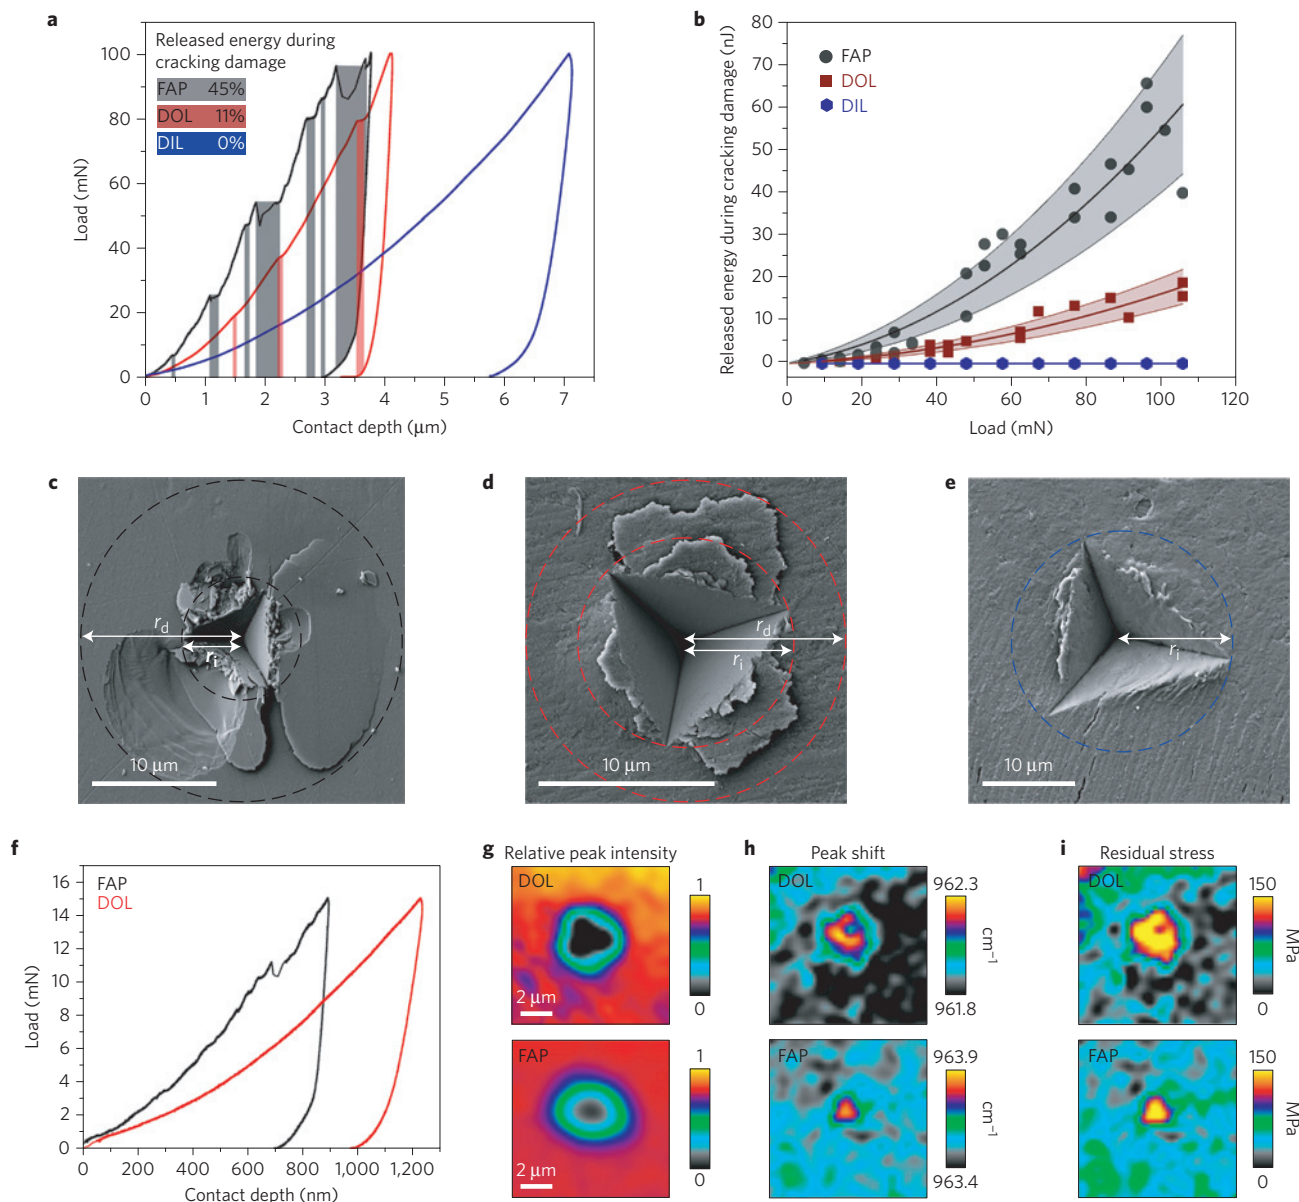 a
Released energy during
cracking damage
FAP 45%
DOL 11%
DIL 0%
100
80
60
40
20
0
Load (mN)
0 1 2 3 4 5 6 7
Contact depth (μm)
b
80
70
60
50
40
30
20
10
0
Released energy during cracking damage (nJ)
FAP
DOL
DIL
0 20 40 60 80 100 120
Load (mN)
c
rd
ri
10 μm
d
rd
ri
10 μm
e
ri
10 μm
f
FAP
DOL
16
14
12
10
8
6
4
2
0
Load (mN)
0 200 400 600 800 1,000 1,200
Contact depth (nm)
g Relative peak intensity
DOL
2 μm
1
0
FAP
2 μm
1
0
h Peak shift
DOL
962.3
cm⁻¹
961.8
FAP
963.9
cm⁻¹
963.4
i Residual stress
DOL
150
MPa
0
FAP
150
MPa
0